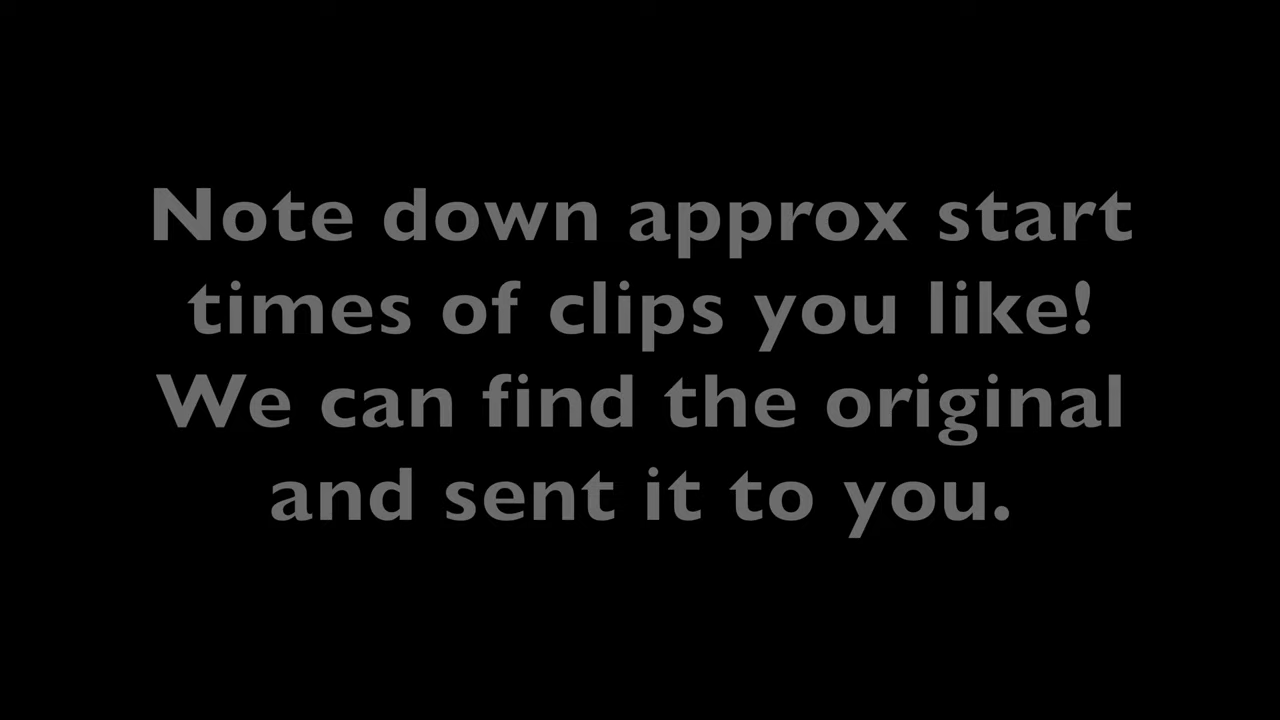 Note down approx start
times of clips you like!
We can find the original
and sent it to you.